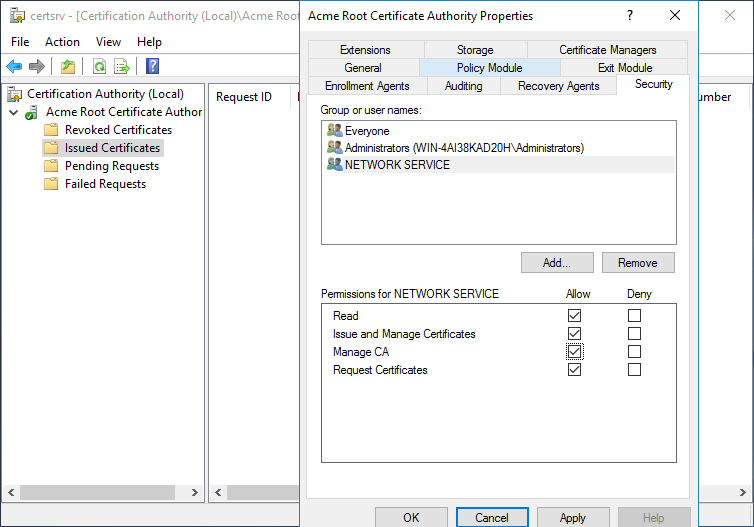 certsrv - [Certification Authority (Local)\Acme Root
File Action View Help
Certification Authority (Local)
Acme Root Certificate Author
Revoked Certificates
Issued Certificates
Pending Requests
Failed Requests
Request ID
Acme Root Certificate Authority Properties
?
Extensions Storage Certificate Managers
General Policy Module Exit Module
Enrollment Agents Auditing Recovery Agents Security
Group or user names:
Everyone
Administrators (WIN-4AI38KAD20H\Administrators)
NETWORK SERVICE
Add... Remove
Permissions for NETWORK SERVICE Allow Deny
Read
Issue and Manage Certificates
Manage CA
Request Certificates
OK Cancel Apply Help